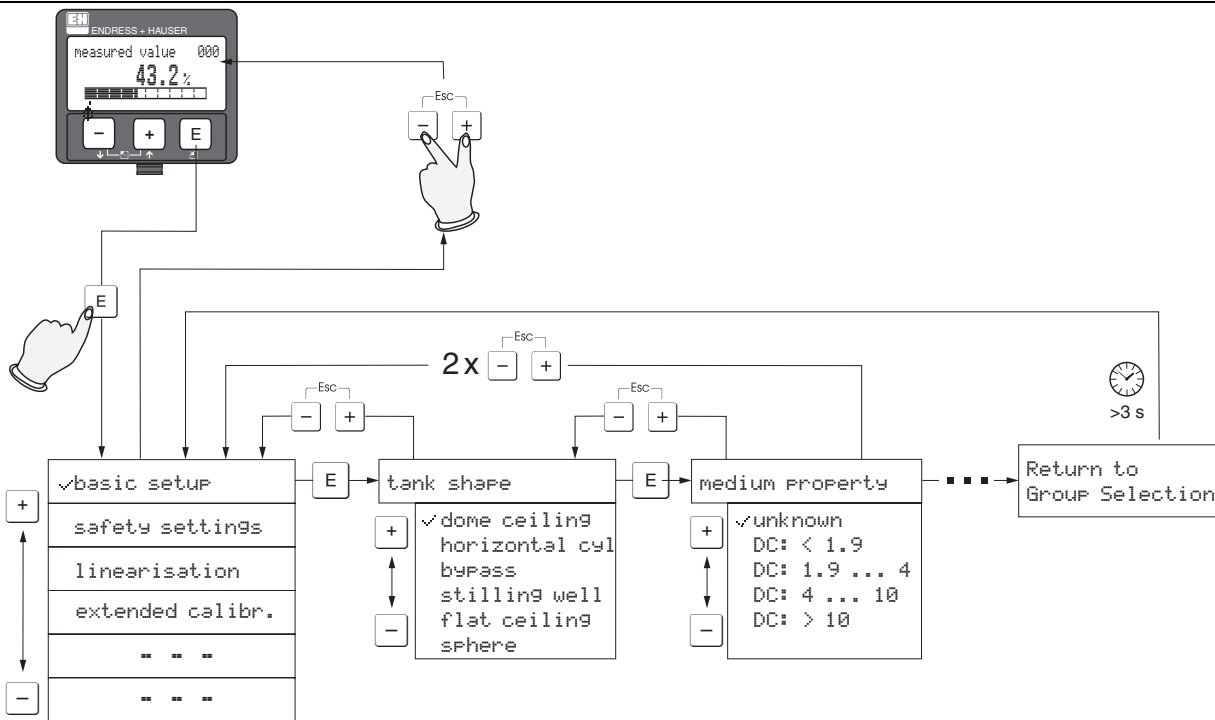 EH
ENDRESS + HAUSER
measured value 000
43.2 %
- + E
Esc
- +
E
Esc
2x - +
Esc
- +
Esc
- +
>3 s
✓basic setup
safety settings
linearisation
extended calibr.
+
-
E
tank shape
✓dome ceiling
horizontal cyl
bypass
stilling well
flat ceiling
sphere
+
-
E
medium property
✓unknown
DC: < 1.9
DC: 1.9 ... 4
DC: 4 ... 10
DC: > 10
+
-
Return to
Group Selection